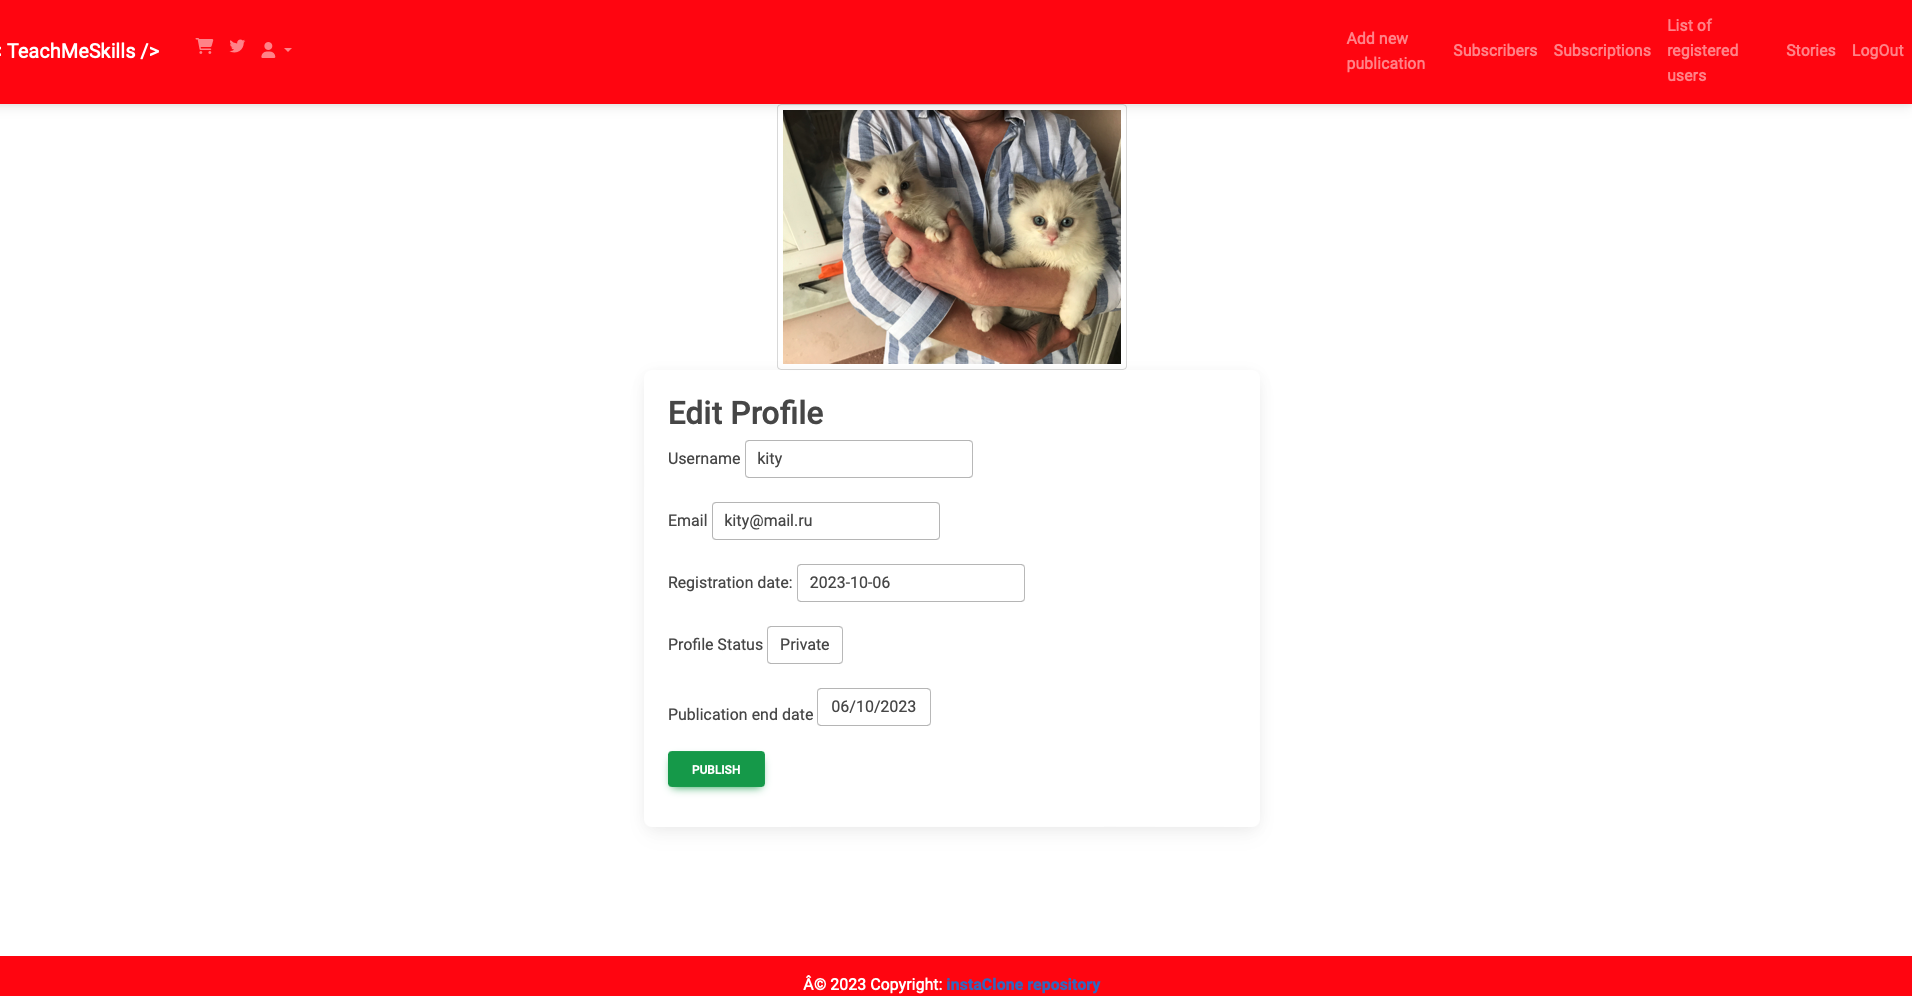 : TeachMeSkills />
Add new
publication
Subscribers
Subscriptions
List of
registered
users
Stories
LogOut
Edit Profile
Username kity
Email kity@mail.ru
Registration date: 2023-10-06
Profile Status Private
Publication end date 06/10/2023
PUBLISH
Â© 2023 Copyright: instaClone repository